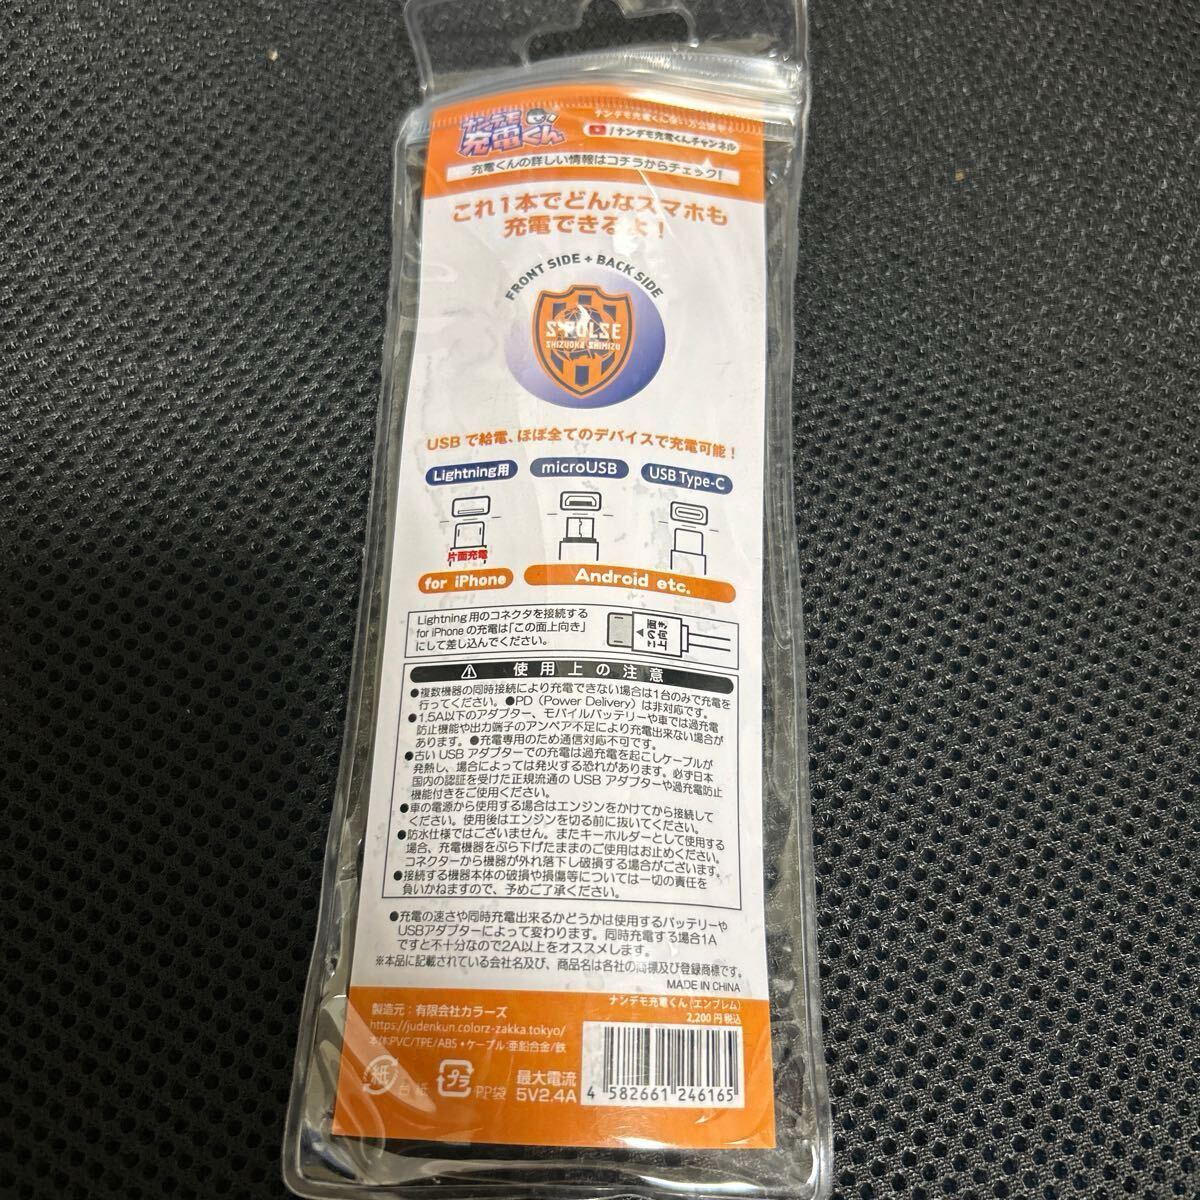 ナンデモ
充電くん
ナンデモ充電くん使い方公開中!
/ナンデモ充電くんチャンネル
充電くんの詳しい情報はコチラからチェック!
これ1本でどんなスマホも
充電できるよ!
FRONT SIDE + BACK SIDE
S-PULSE
SHIZUOKA SHIMIZU
USBで給電、ほぼ全てのデバイスで充電可能!
Lightning用
microUSB
USB Type-C
片面充電
for iPhone
Android etc.
Lightning用のコネクタを接続する
for iPhoneの充電は「この面上向き」
にして差し込んでください。
この面
上向き
使用上の注意
●複数機器の同時接続により充電できない場合は1台のみで充電を
行ってください。●PD(Power Delivery)は非対応です。
●1.5A以下のアダプター、モバイルバッテリーや車では過充電
防止機能や出力端子のアンペア不足により充電出来ない場合が
あります。●充電専用のため通信対応不可です。
●古いUSBアダプターでの充電は過充電を起こしケーブルが
発熱し、場合によっては発火する恐れがあります。必ず日本
国内の認証を受けた正規流通のUSBアダプターや過充電防止
機能付きをご使用ください。
●車の電源から使用する場合はエンジンをかけてから接続して
ください。使用後はエンジンを切る前に抜いてください。
●防水仕様ではございません。またキーホルダーとして使用する
場合、充電機器をぶら下げたままのご使用はお止めください。
コネクターから機器が外れ落下し破損する場合がございます。
●接続する機器本体の破損や損傷等については一切の責任を
負いかねますので、予めご了承ください。
●充電の速さや同時充電出来るかどうかは使用するバッテリーや
USBアダプターによって変わります。同時充電する場合1A
ですと不十分なので2A以上をオススメします。
※本品に記載されている会社名及び、商品名は各社の商標及び登録商標です。
MADE IN CHINA
ナンデモ充電くん(エンブレム)
2,200円税込
製造元:有限会社カラーズ
https://judenkun.colorz-zakka.tokyo/
本体:PVC/TPE/ABS・ケーブル:亜鉛合金/鉄
紙 台紙 プラ PP袋
最大電流
5V2.4A
4 582661 246165